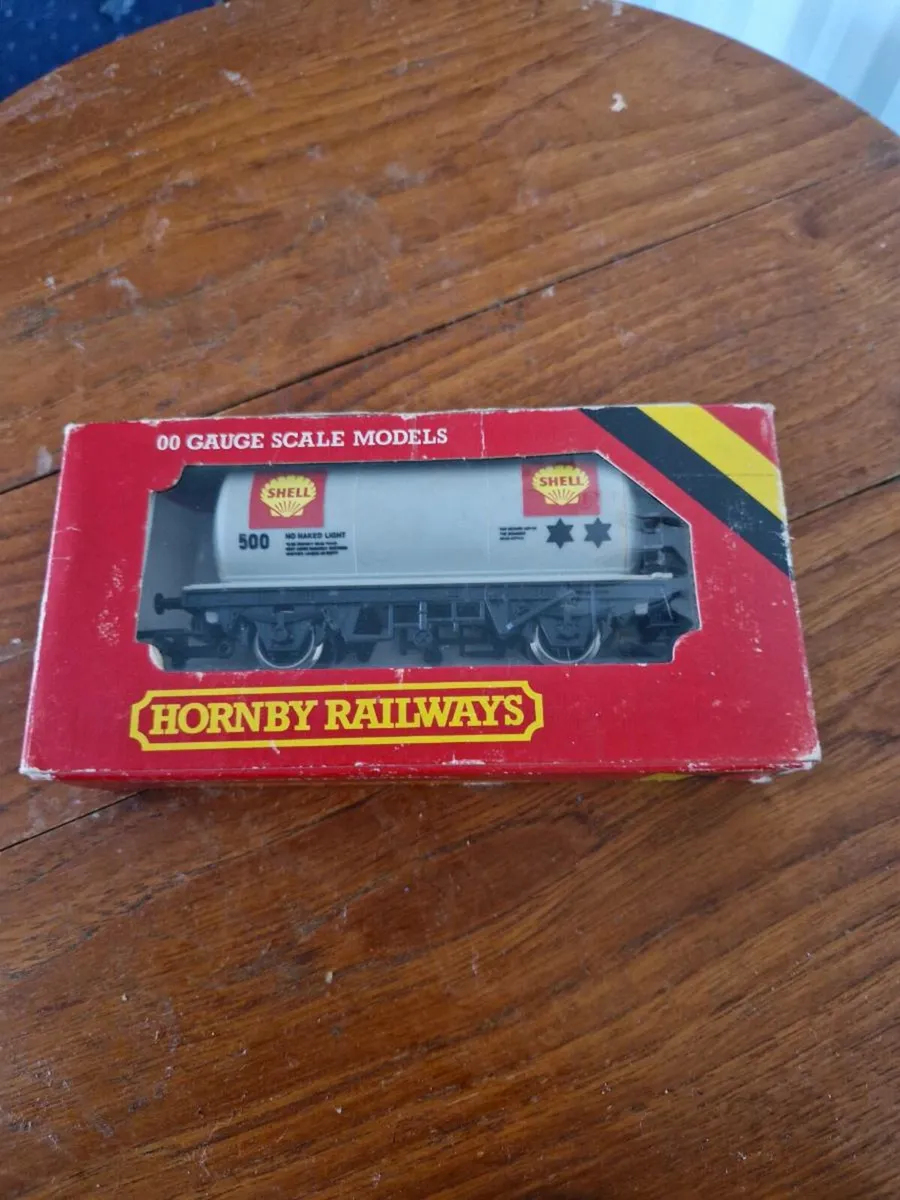 00 GAUGE SCALE MODELS
SHELL
SHELL
500
NO NAKED LIGHT
HORNBY RAILWAYS